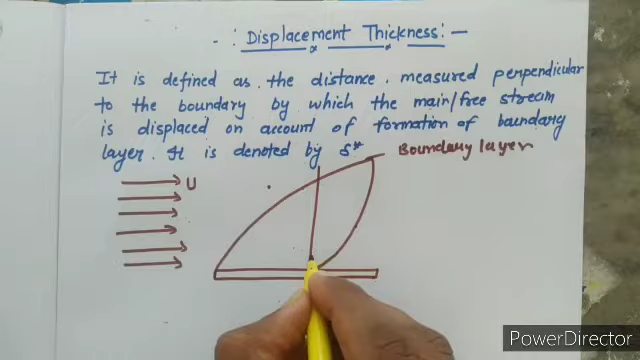 : Displacement Thickness: -
It is defined as the distance measured perpendicular
to the boundary by which the main/free stream
is displaced on account of formation of boundary
layer. It is denoted by δ*
Boundary layer
U
PowerDirector